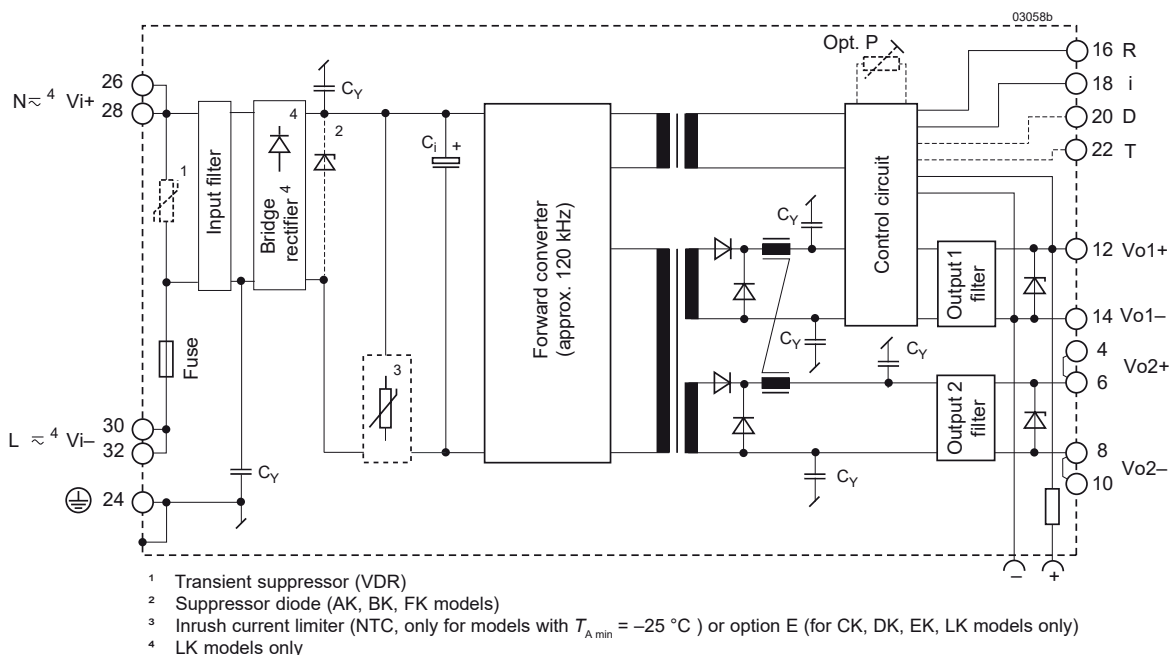 03058b
Opt. P
16 R
18 i
20 D
22 T
26
N ≂ ⁴ Vi+
28
CY
4
2
Ci
+
1
Input filter
Bridge
rectifier ⁴
Forward converter
(approx. 120 kHz)
Control circuit
CY
12 Vo1+
Output 1
filter
14 Vo1–
CY
CY
4
Vo2+
6
Fuse
3
Output 2
filter
30
L ≂ ⁴ Vi–
32
8
Vo2–
10
CY
CY
24
– +
¹ Transient suppressor (VDR)
² Suppressor diode (AK, BK, FK models)
³ Inrush current limiter (NTC, only for models with TA min = –25 °C ) or option E (for CK, DK, EK, LK models only)
⁴ LK models only